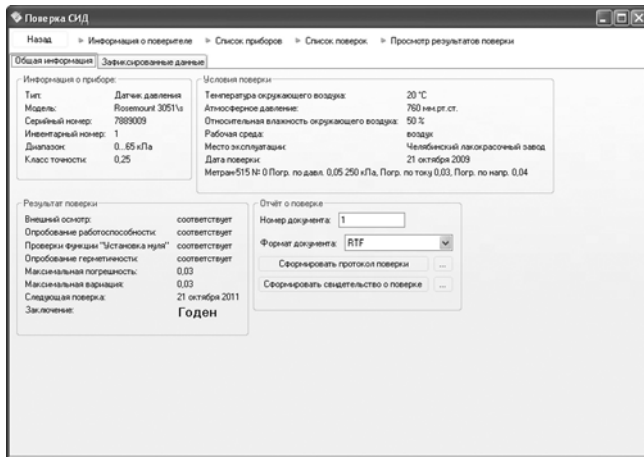 Поверка СИД
Назад Информация о поверителе Список приборов Список поверок Просмотр результатов поверки
Общая информация Зафиксированные данные
Информация о приборе:
Тип: Датчик давления
Модель: Rosemount 3051\s
Серийный номер: 7889009
Инвентарный номер: 1
Диапазон: 0...65 кПа
Класс точности: 0,25
Условия поверки
Температура окружающего воздуха: 20 °С
Атмосферное давление: 760 мм.рт.ст.
Относительная влажность окружающего воздуха: 50 %
Рабочая среда: воздух
Место эксплуатации: Челябинский лакокрасочный завод
Дата поверки: 21 октября 2009
Метран-515 №: 0 Погр. по давл. 0,05 250 кПа, Погр. по току 0,03, Погр. по напр. 0,04
Результат поверки
Внешний осмотр: соответствует
Опробование работоспособности: соответствует
Проверки функции "Установка нуля" соответствует
Опробование герметичности: соответствует
Максимальная погрешность: 0,03
Максимальная вариация: 0,03
Следующая поверка: 21 октября 2011
Заключение: Годен
Отчёт о поверке
Номер документа: 1
Формат документа: RTF
Сформировать протокол поверки ...
Сформировать свидетельство о поверке ...